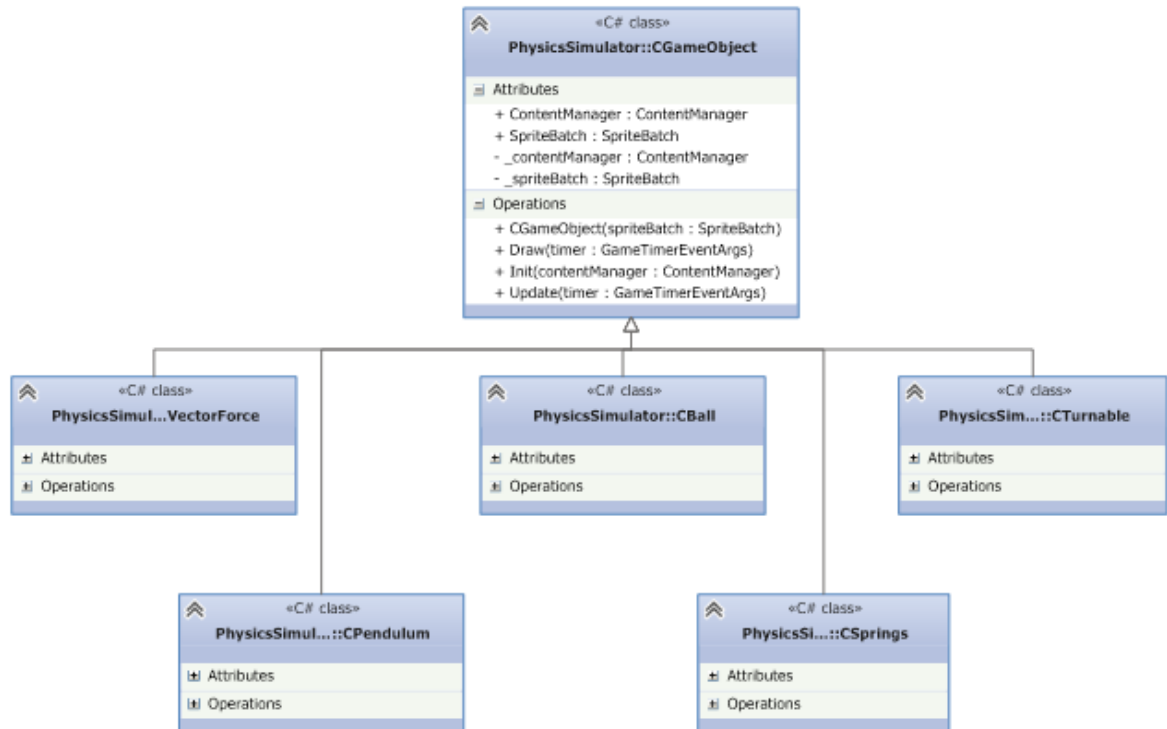 «C# class»
PhysicsSimulator::CGameObject
Attributes
+ ContentManager : ContentManager
+ SpriteBatch : SpriteBatch
- _contentManager : ContentManager
- _spriteBatch : SpriteBatch
Operations
+ CGameObject(spriteBatch : SpriteBatch)
+ Draw(timer : GameTimerEventArgs)
+ Init(contentManager : ContentManager)
+ Update(timer : GameTimerEventArgs)
«C# class»
PhysicsSimul...VectorForce
Attributes
Operations
«C# class»
PhysicsSimulator::CBall
Attributes
Operations
«C# class»
PhysicsSim...::CTurnable
Attributes
Operations
«C# class»
PhysicsSimul...::CPendulum
Attributes
Operations
«C# class»
PhysicsSi...::CSprings
Attributes
Operations